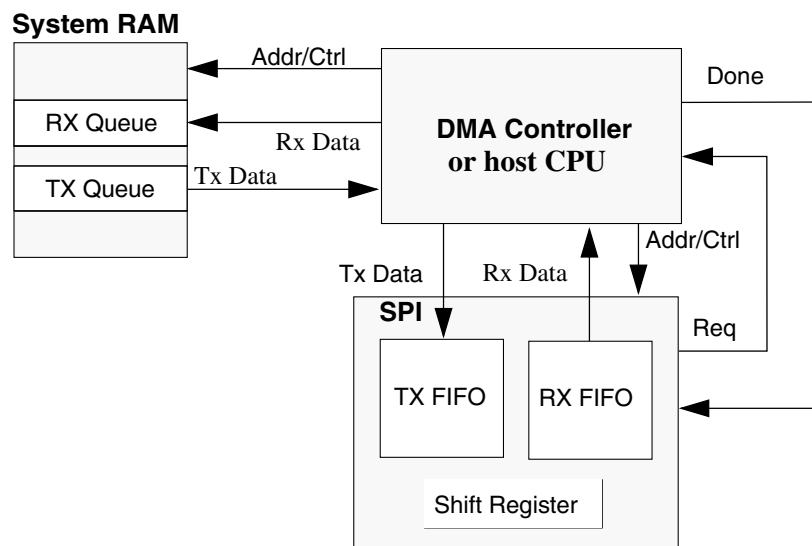 System RAM
Addr/Ctrl
Done
RX Queue
DMA Controller
or host CPU
Rx Data
TX Queue
Tx Data
Addr/Ctrl
Tx Data
Rx Data
SPI
Req
TX FIFO
RX FIFO
Shift Register